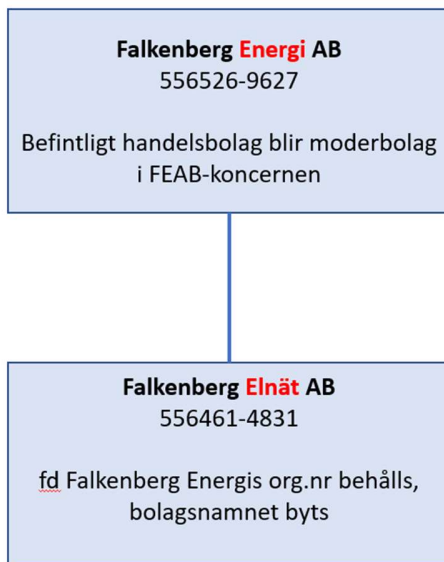 Falkenberg Energi AB
556526-9627
Befintligt handelsbolag blir moderbolag
i FEAB-koncernen
Falkenberg Elnät AB
556461-4831
fd Falkenberg Energis org.nr behålls,
bolagsnamnet byts